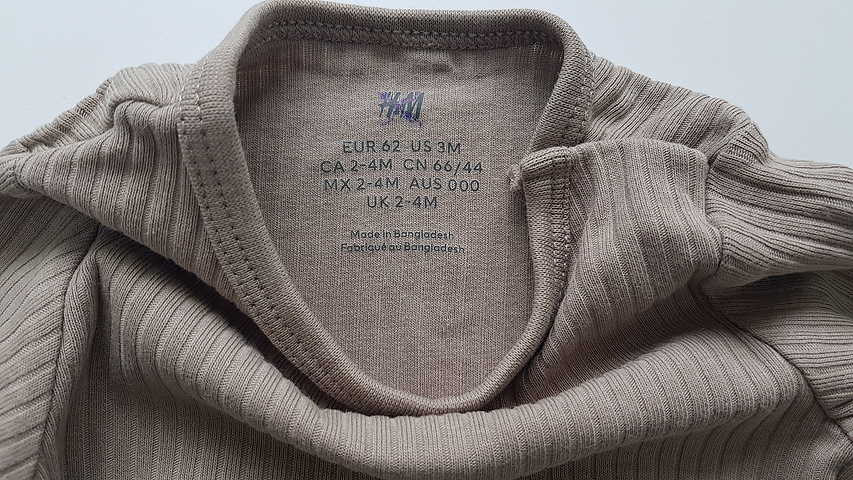 H&M
EUR 62 US 3M
CA 2-4M CN 66/44
MX 2-4M AUS 000
UK 2-4M
Made in Bangladesh
Fabriqué au Bangladesh